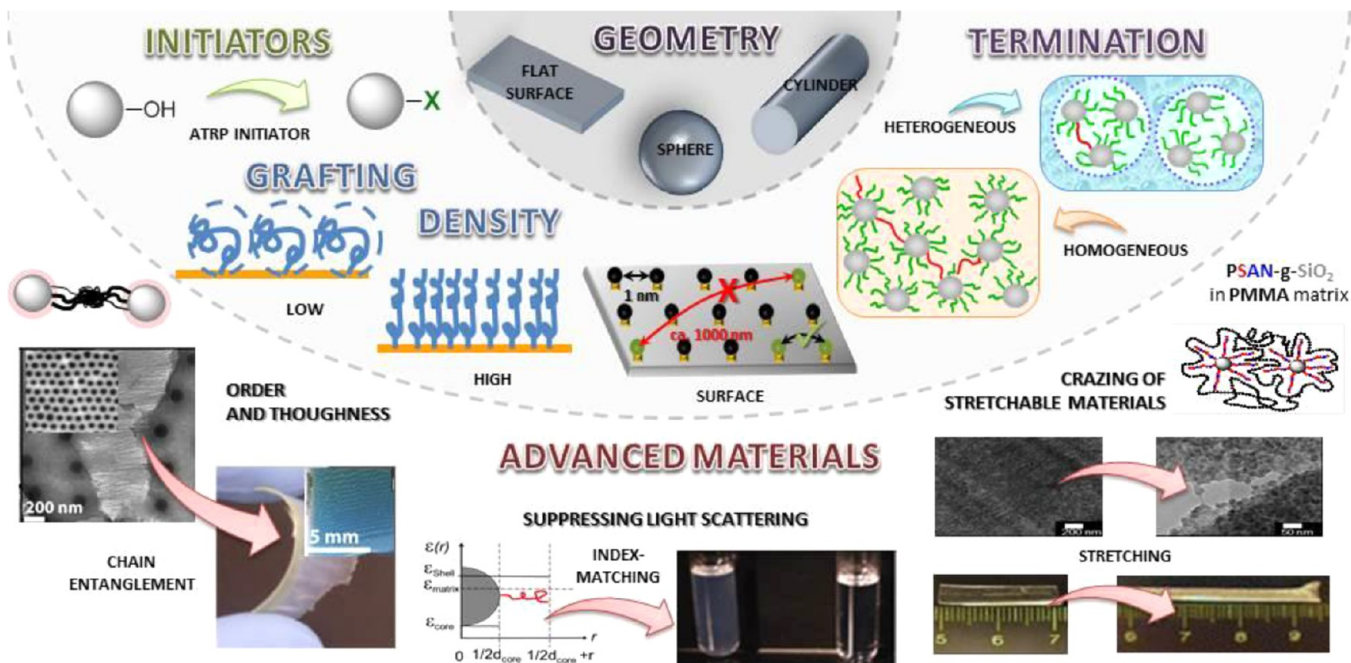 INITIATORS
OH
X
ATRP INITIATOR
GEOMETRY
FLAT
SURFACE
SPHERE
CYLINDER
TERMINATION
HETEROGENEOUS
HOMOGENEOUS
GRAFTING
DENSITY
LOW
HIGH
1 nm
X
ca. 1000 nm
SURFACE
PSAN-g-SiO₂
in PMMA matrix
ORDER
AND THOUGHNESS
200 nm
5 mm
CHAIN
ENTANGLEMENT
ADVANCED MATERIALS
SUPPRESSING LIGHT SCATTERING
ε(r)
εShell
εmatrix
εcore
0
1/2dcore
1/2dcore +r
r
INDEX-
MATCHING
CRAZING OF
STRETCHABLE MATERIALS
200 nm
50 nm
STRETCHING
5 6 7
6 7 8 9